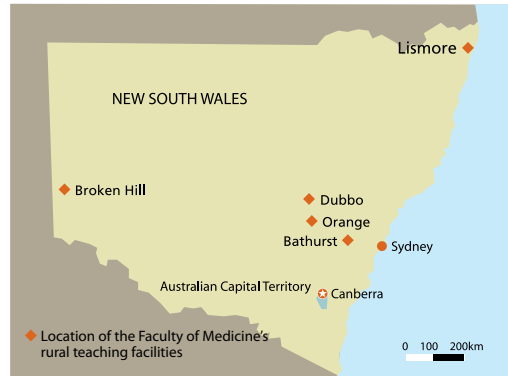 Lismore
NEW SOUTH WALES
Broken Hill
Dubbo
Orange
Bathurst
Sydney
Australian Capital Territory
Canberra
Location of the Faculty of Medicine's
rural teaching facilities
0 100 200km